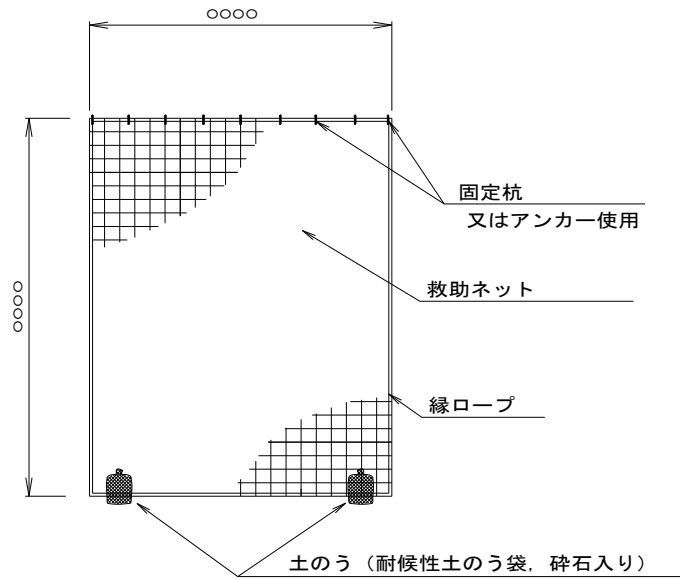 ○○○○
固定杭
又はアンカー使用
救助ネット
○○○○
縁ロープ
土のう（耐候性土のう袋，砕石入り）